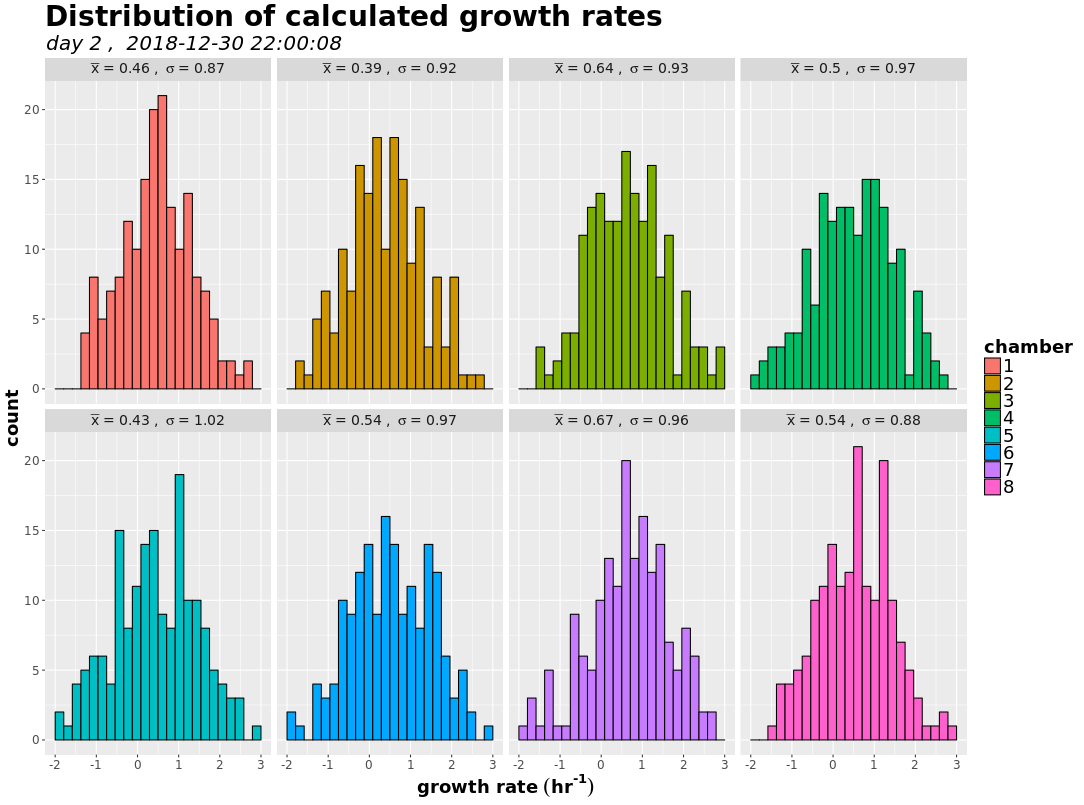 Distribution of calculated growth rates
day 2 ,  2018-12-30 22:00:08
x̅ = 0.46 ,  σ = 0.87
x̅ = 0.39 ,  σ = 0.92
x̅ = 0.64 ,  σ = 0.93
x̅ = 0.5 ,  σ = 0.97
20
15
10
5
0
count
x̅ = 0.43 ,  σ = 1.02
x̅ = 0.54 ,  σ = 0.97
x̅ = 0.67 ,  σ = 0.96
x̅ = 0.54 ,  σ = 0.88
20
15
10
5
0
-2 -1 0 1 2 3
-2 -1 0 1 2 3
-2 -1 0 1 2 3
-2 -1 0 1 2 3
growth rate (hr⁻¹)
chamber
1
2
3
4
5
6
7
8